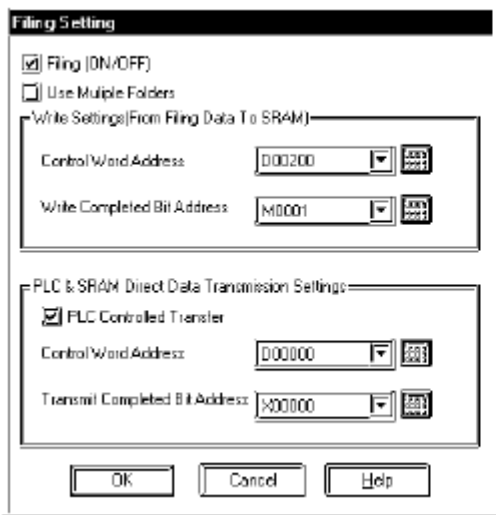 Filing Setting
Filing (ON/OFF)
Use Muliple Folders
Write Settings(From Filing Data To SRAM)
Control Word Address D00200
Write Completed Bit Address M0001
PLC & SRAM Direct Data Transmission Settings
PLC Controlled Transfer
Control Word Address D00000
Transmit Completed Bit Address X00000
OK Cancel Help